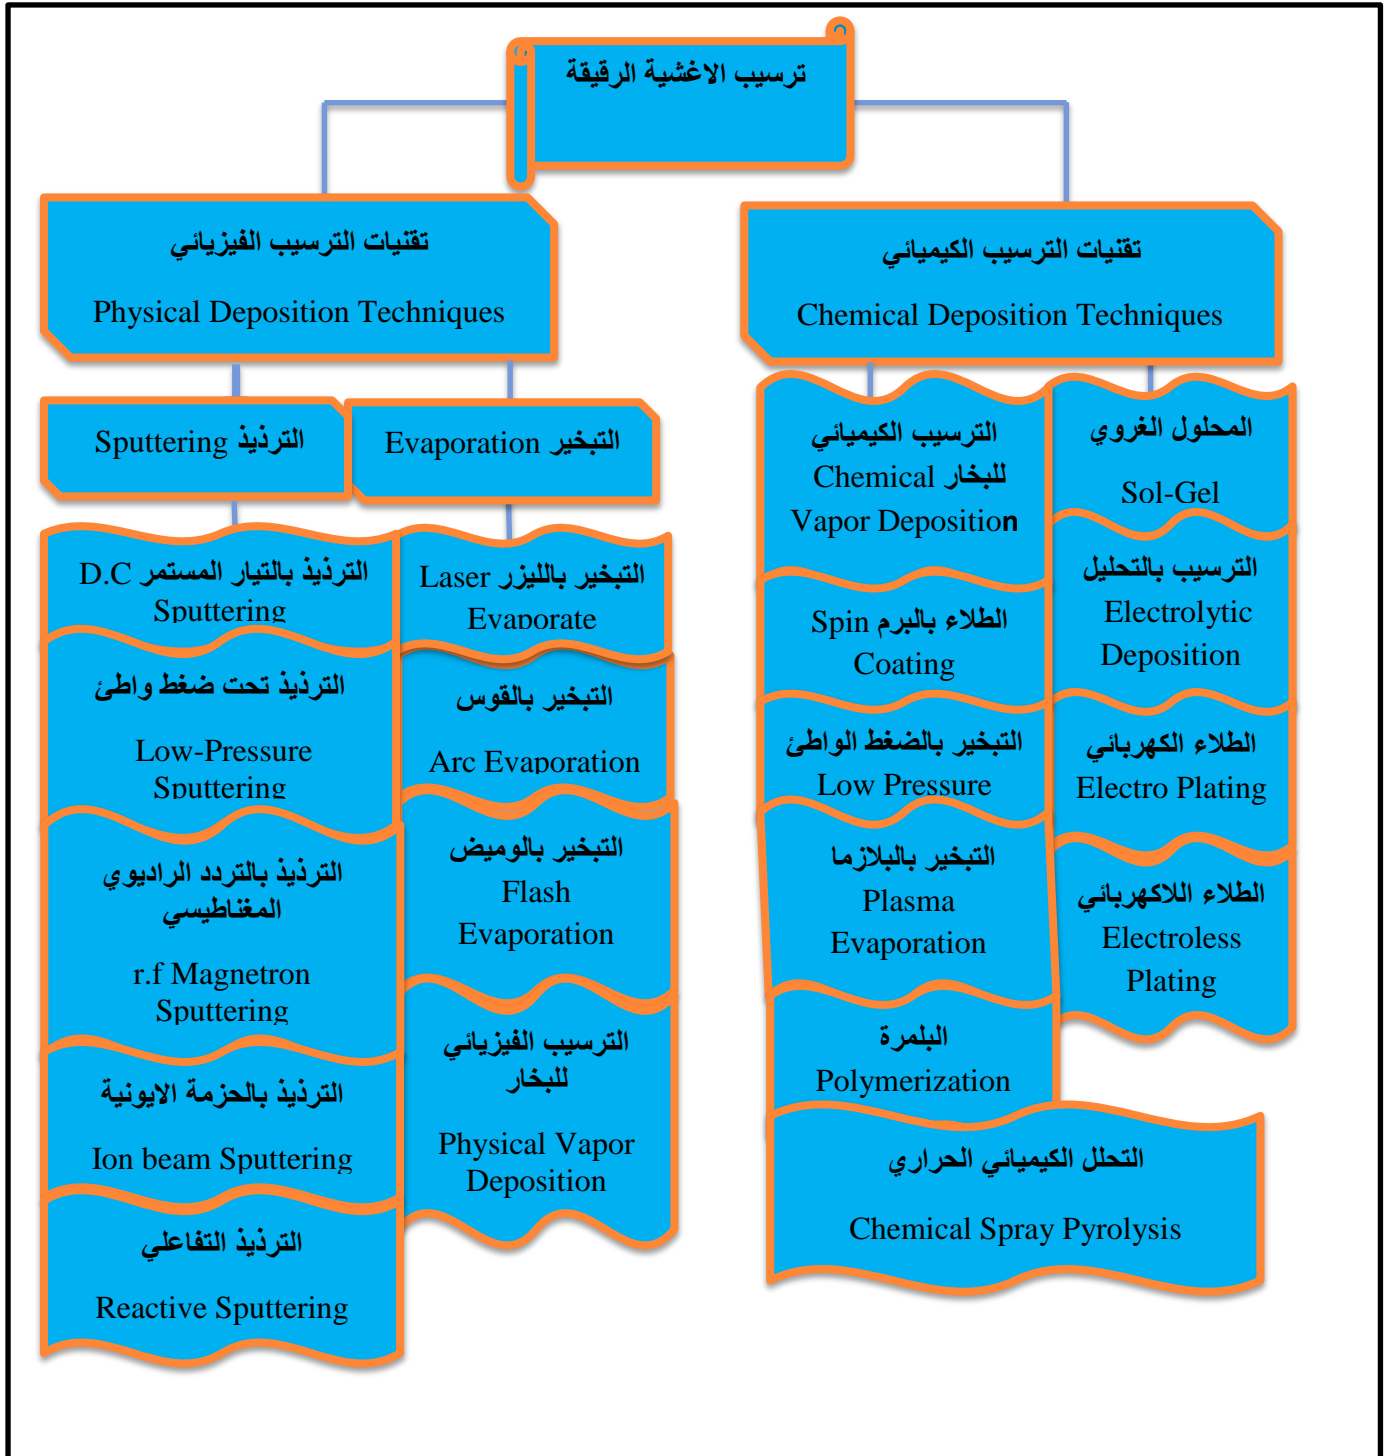 ترسيب الاغشية الرقيقة
تقنيات الترسيب الفيزيائي
Physical Deposition Techniques
تقنيات الترسيب الكيميائي
Chemical Deposition Techniques
الترذيذ Sputtering
التبخير Evaporation
الترذيذ بالتيار المستمر D.C
Sputtering
الترذيذ تحت ضغط واطئ
Low-Pressure
Sputtering
الترذيذ بالتردد الراديوي
المغناطيسي
r.f Magnetron
Sputtering
الترذيذ بالحزمة الايونية
Ion beam Sputtering
الترذيذ التفاعلي
Reactive Sputtering
التبخير بالليزر Laser
Evaporate
التبخير بالقوس
Arc Evaporation
التبخير بالوميض
Flash
Evaporation
الترسيب الفيزيائي
للبخار
Physical Vapor
Deposition
الترسيب الكيميائي
للبخار Chemical
Vapor Deposition
الطلاء بالبرم Spin
Coating
التبخير بالضغط الواطئ
Low Pressure
التبخير بالبلازما
Plasma
Evaporation
البلمرة
Polymerization
التحلل الكيميائي الحراري
Chemical Spray Pyrolysis
المحلول الغروي
Sol-Gel
الترسيب بالتحليل
Electrolytic
Deposition
الطلاء الكهربائي
Electro Plating
الطلاء اللاكهربائي
Electroless
Plating